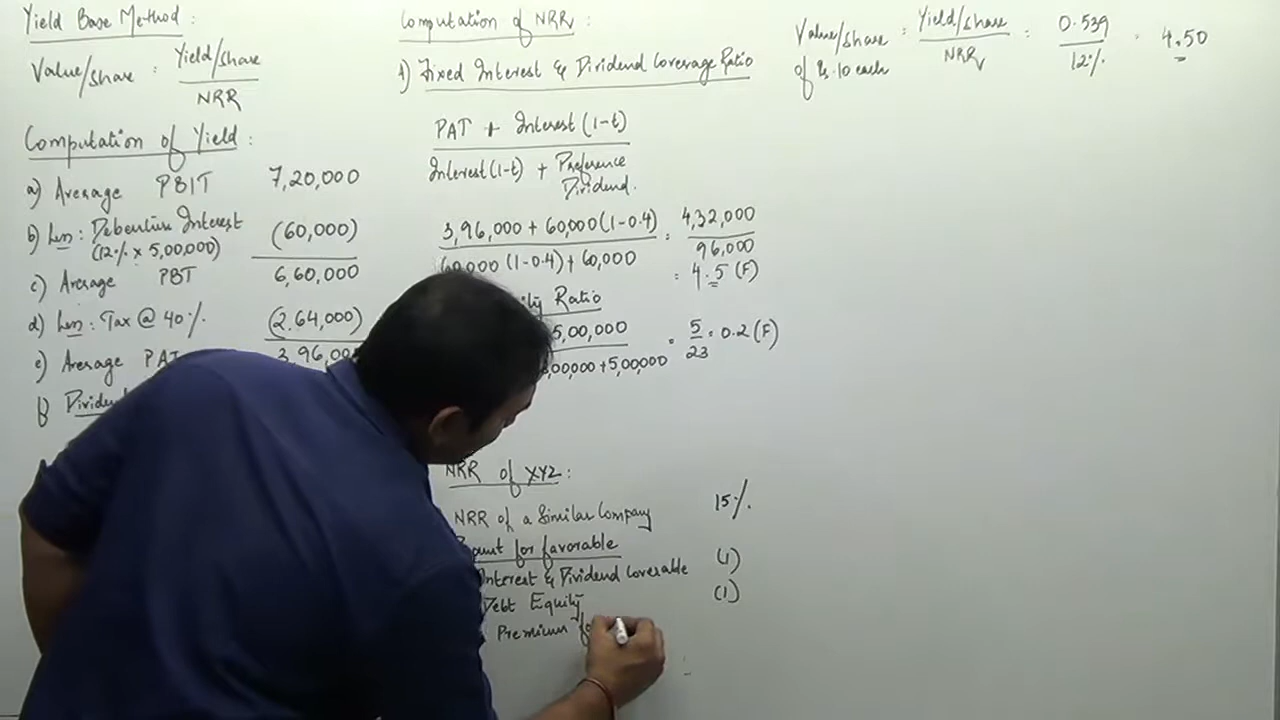 Yield Base Method :
Value/share : Yield/share
NRR
Computation of Yield :
a) Average PBIT 7,20,000
b) Less : Debenture Interest (60,000)
(12% x 5,00,000)
c) Average PBT 6,60,000
d) Less : Tax @ 40% (2.64,000)
e) Average PAT 3,96,000
f)
Computation of NRR :
1) Fixed Interest & Dividend Coverage Ratio
PAT + Interest (1-t)
Interest (1-t) + Preference
Dividend.
3,96,000 + 60,000 (1-0.4) = 4,32,000
60,000 (1-0.4) + 60,000 96,000
= 4.5 (F)
Ratio
5,00,000 = 5 = 0.2 (F)
00,000 + 5,00,000 23
NRR of XYZ :
NRR of a Similar Company 15%
for favorable
Interest & Dividend Coverable (1)
Debt Equity (1)
Premium
Value/share : Yield/share = 0.539 = 4.50
of Rs. 10 each NRR 12%